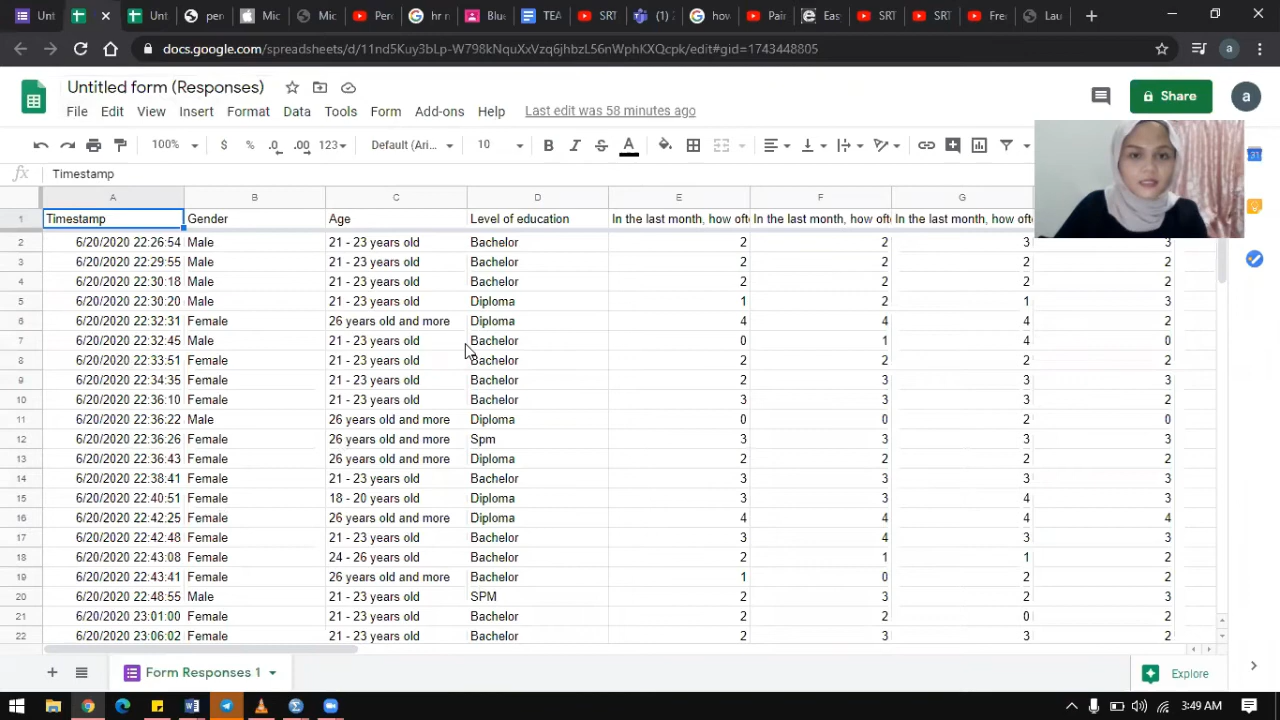 Unti
Unti
per
Mic
Mic
Perc
hr n
Blue
TEA
SRT
(1)
how
Pain
Eas
SRT
SRT
Free
Lau
docs.google.com/spreadsheets/d/11nd5Kuy3bLp-W798kNquXxVzq6jhbzL56nWphKXQcpk/edit#gid=1743448805
a
Untitled form (Responses)
File Edit View Insert Format Data Tools Form Add-ons Help Last edit was 58 minutes ago
Share
a
100% $ % .0 .00 123 Default (Ari... 10 B I S A
fx Timestamp
A B C D E F G
1 Timestamp Gender Age Level of education In the last month, how oft In the last month, how oft In the last month, how oft
2 6/20/2020 22:26:54 Male 21 - 23 years old Bachelor 2 2 3 3
3 6/20/2020 22:29:55 Male 21 - 23 years old Bachelor 2 2 2 2
4 6/20/2020 22:30:18 Male 21 - 23 years old Bachelor 2 2 2 2
5 6/20/2020 22:30:20 Male 21 - 23 years old Diploma 1 2 1 3
6 6/20/2020 22:32:31 Female 26 years old and more Diploma 4 4 4 2
7 6/20/2020 22:32:45 Male 21 - 23 years old Bachelor 0 1 4 0
8 6/20/2020 22:33:51 Female 21 - 23 years old Bachelor 2 2 2 2
9 6/20/2020 22:34:35 Female 21 - 23 years old Bachelor 2 3 3 3
10 6/20/2020 22:36:10 Female 21 - 23 years old Bachelor 3 3 3 2
11 6/20/2020 22:36:22 Male 26 years old and more Diploma 0 0 2 0
12 6/20/2020 22:36:26 Female 26 years old and more Spm 3 3 3 3
13 6/20/2020 22:36:43 Female 26 years old and more Diploma 2 2 2 2
14 6/20/2020 22:38:41 Female 21 - 23 years old Bachelor 3 3 3 3
15 6/20/2020 22:40:51 Female 18 - 20 years old Diploma 3 3 4 3
16 6/20/2020 22:42:25 Female 26 years old and more Diploma 4 4 4 4
17 6/20/2020 22:42:48 Female 21 - 23 years old Bachelor 3 4 3 3
18 6/20/2020 22:43:08 Female 24 - 26 years old Bachelor 2 1 1 2
19 6/20/2020 22:43:41 Female 26 years old and more Bachelor 1 0 2 2
20 6/20/2020 22:48:55 Male 21 - 23 years old SPM 2 3 2 3
21 6/20/2020 23:01:00 Female 21 - 23 years old Bachelor 2 2 0 2
22 6/20/2020 23:06:02 Female 21 - 23 years old Bachelor 2 3 3 2
Form Responses 1
Explore
3:49 AM